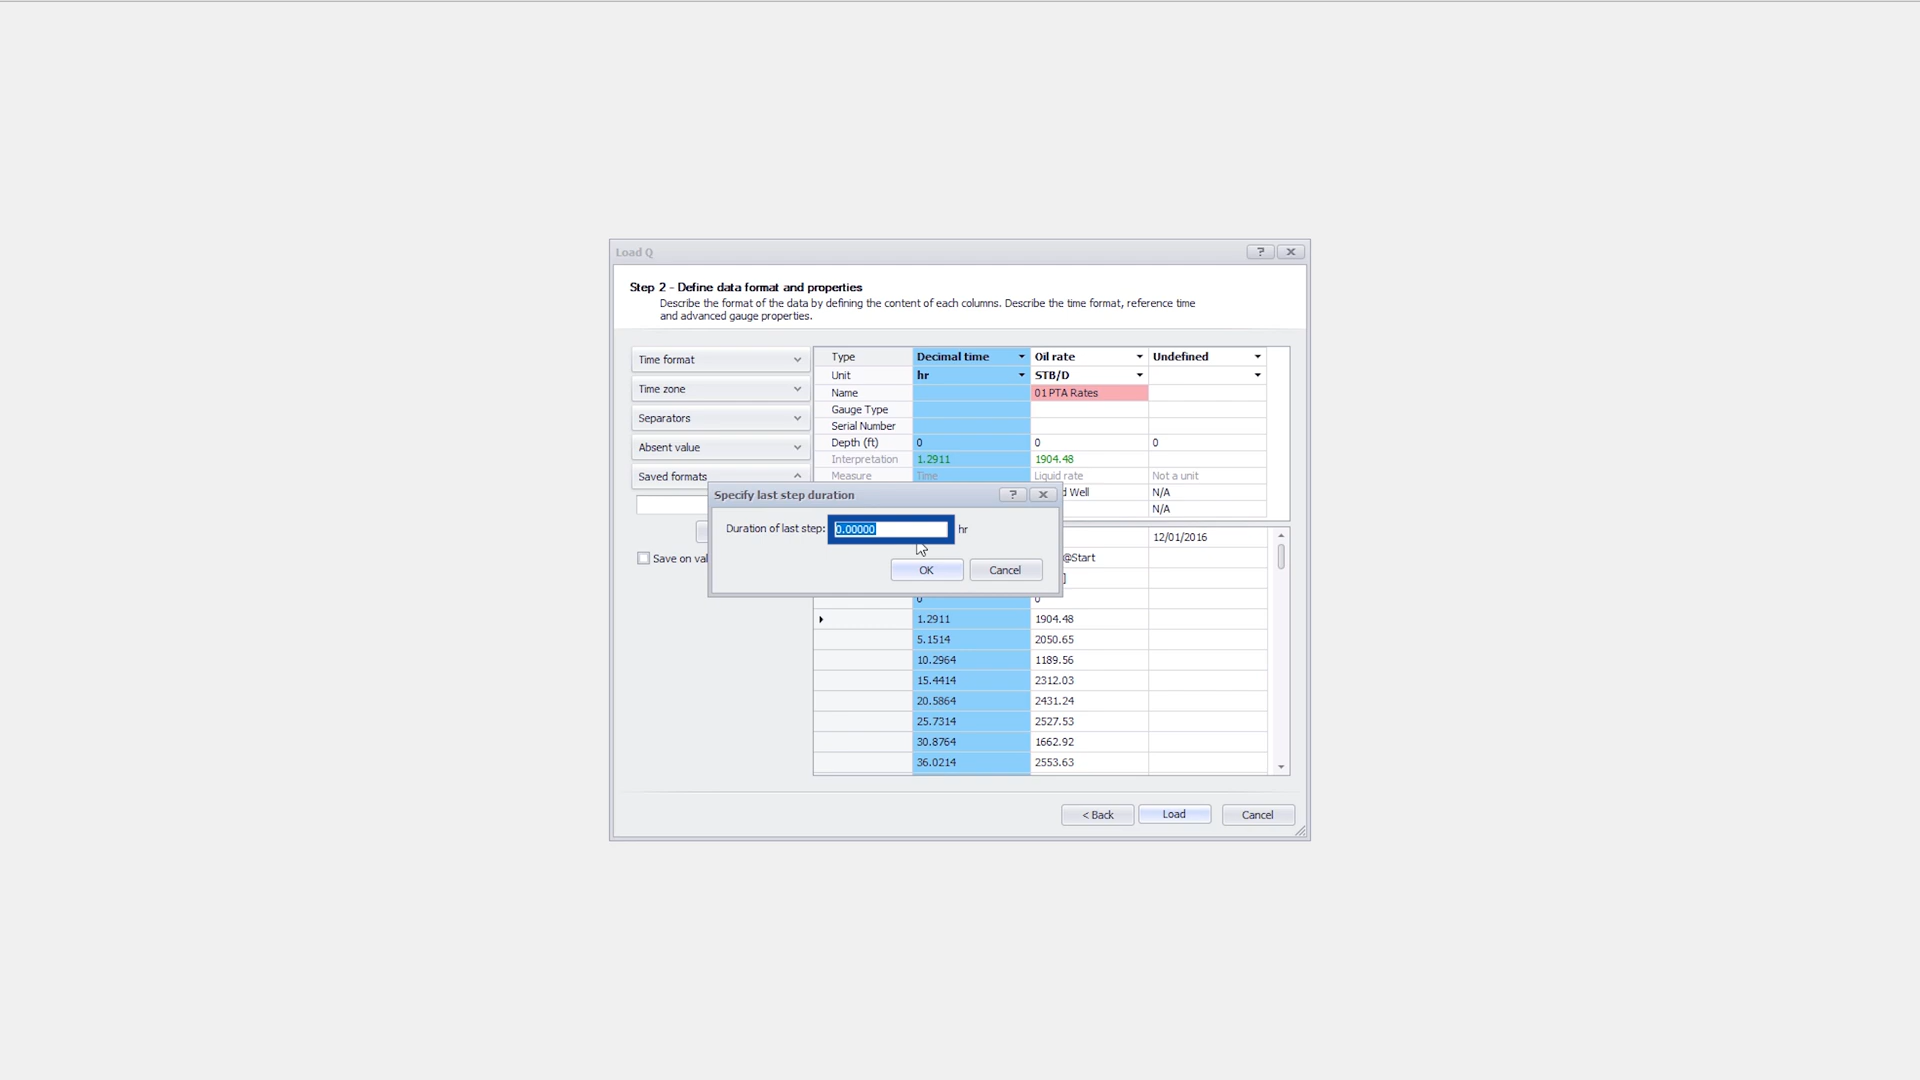 Load Q
Step 2 - Define data format and properties
Describe the format of the data by defining the content of each columns. Describe the time format, reference time
and advanced gauge properties.
Time format
Time zone
Separators
Absent value
Saved formats
Save on val
Type Decimal time Oil rate Undefined
Unit hr STB/D
Name 01 PTA Rates
Gauge Type
Serial Number
Depth (ft) 0 0 0
Interpretation 1.2911 1904.48
Measure Time Liquid rate Not a unit
d Well N/A
N/A
Specify last step duration
Duration of last step: 0.00000 hr
OK Cancel
12/01/2016
@Start
]
0 0
1.2911 1904.48
5.1514 2050.65
10.2964 1189.56
15.4414 2312.03
20.5864 2431.24
25.7314 2527.53
30.8764 1662.92
36.0214 2553.63
< Back Load Cancel